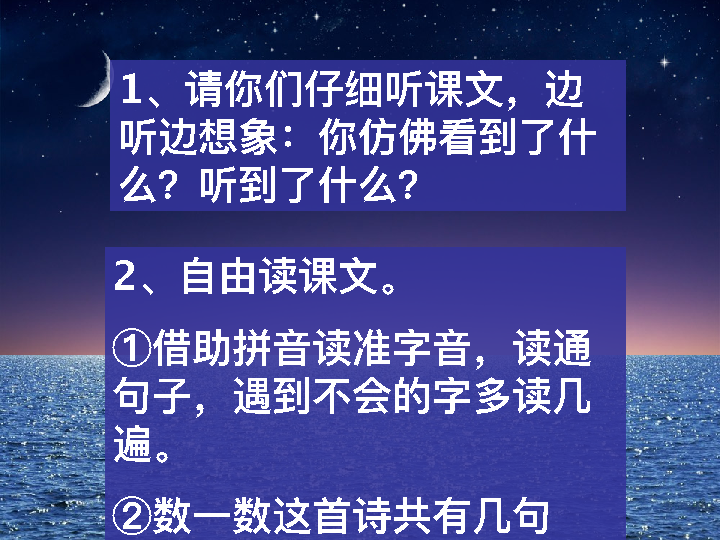 1、请你们仔细听课文，边
听边想象：你仿佛看到了什
么？听到了什么？
2、自由读课文。
①借助拼音读准字音，读通
句子，遇到不会的字多读几
遍。
②数一数这首诗共有几句